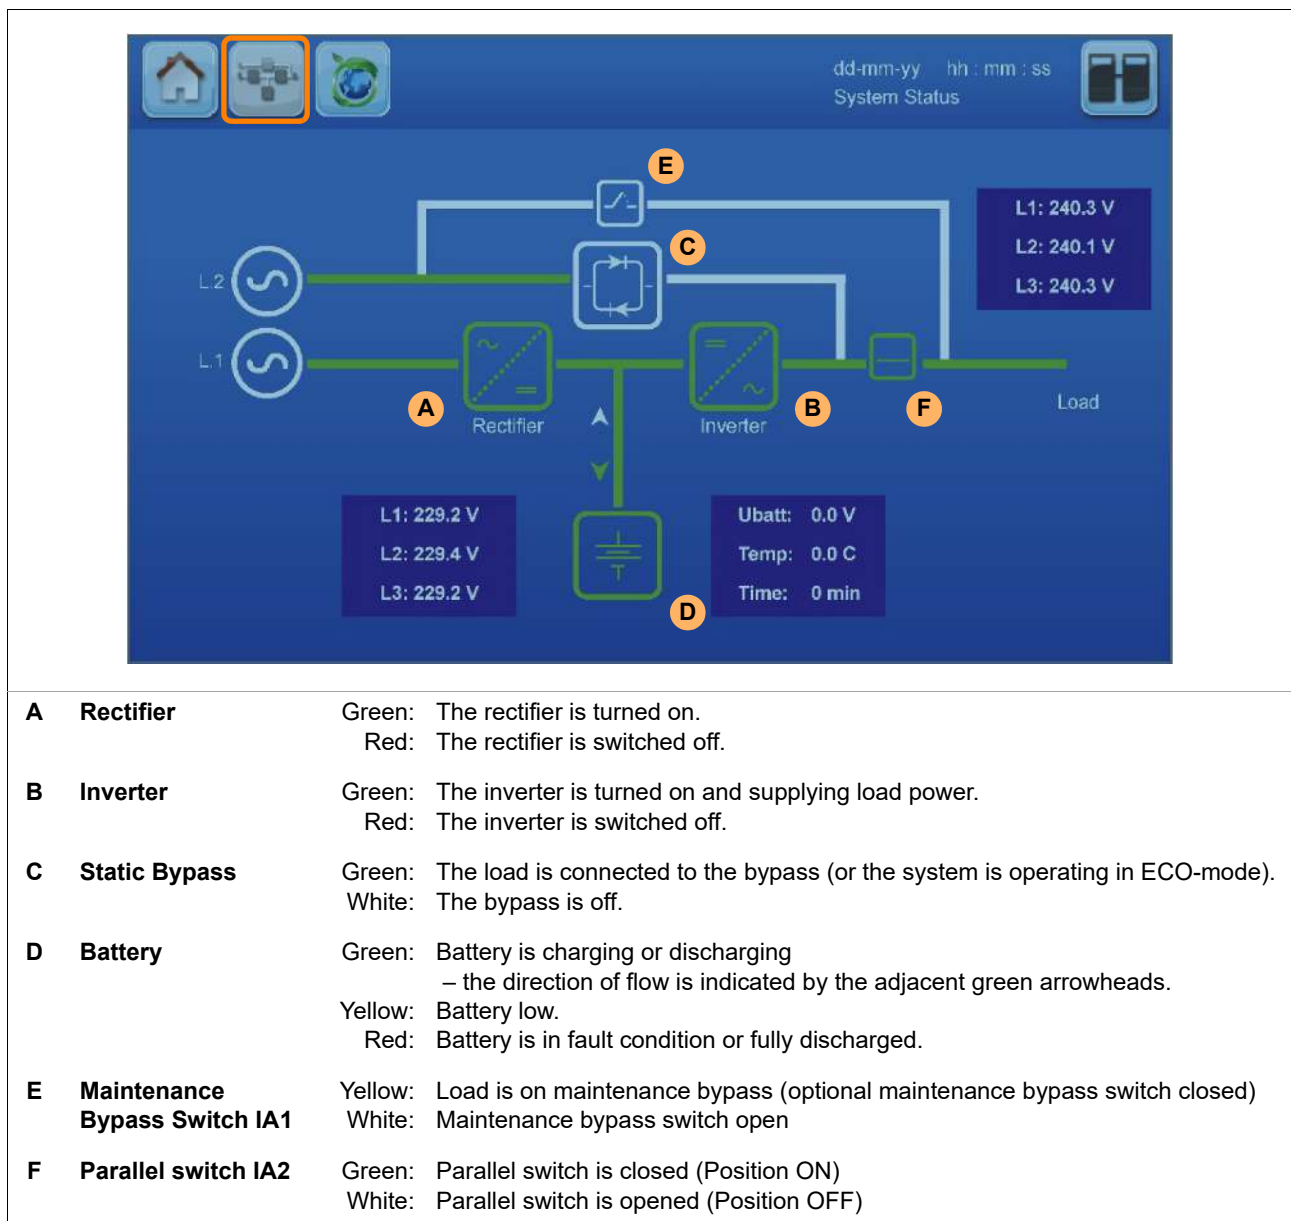 dd-mm-yy hh : mm : ss
System Status
E
L1: 240.3 V
L2: 240.1 V
L3: 240.3 V
C
L.2
L.1
A
Rectifier
Inverter
B
F
Load
L1: 229.2 V
L2: 229.4 V
L3: 229.2 V
Ubatt: 0.0 V
Temp: 0.0 C
Time: 0 min
D
A Rectifier Green: The rectifier is turned on.
Red: The rectifier is switched off.
B Inverter Green: The inverter is turned on and supplying load power.
Red: The inverter is switched off.
C Static Bypass Green: The load is connected to the bypass (or the system is operating in ECO-mode).
White: The bypass is off.
D Battery Green: Battery is charging or discharging
– the direction of flow is indicated by the adjacent green arrowheads.
Yellow: Battery low.
Red: Battery is in fault condition or fully discharged.
E Maintenance Yellow: Load is on maintenance bypass (optional maintenance bypass switch closed)
Bypass Switch IA1 White: Maintenance bypass switch open
F Parallel switch IA2 Green: Parallel switch is closed (Position ON)
White: Parallel switch is opened (Position OFF)